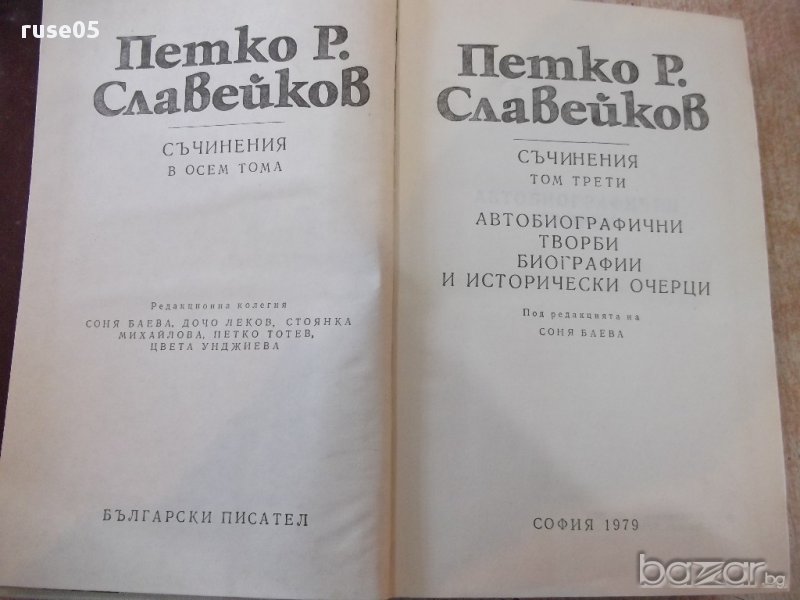 ruse05
Петко Р.
Славейков
СЪЧИНЕНИЯ
В ОСЕМ ТОМА
Редакционна колегия
СОНЯ БАЕВА, ДОЧО ЛЕКОВ, СТОЯНКА
МИХАЙЛОВА, ПЕТКО ТОТЕВ,
ЦВЕТА УНДЖИЕВА
БЪЛГАРСКИ ПИСАТЕЛ
Петко Р.
Славейков
СЪЧИНЕНИЯ
ТОМ ТРЕТИ
АВТОБИОГРАФИЧНИ
ТВОРБИ
БИОГРАФИИ
И ИСТОРИЧЕСКИ ОЧЕРЦИ
Под редакцията на
СОНЯ БАЕВА
СОФИЯ 1979
bazar.bg